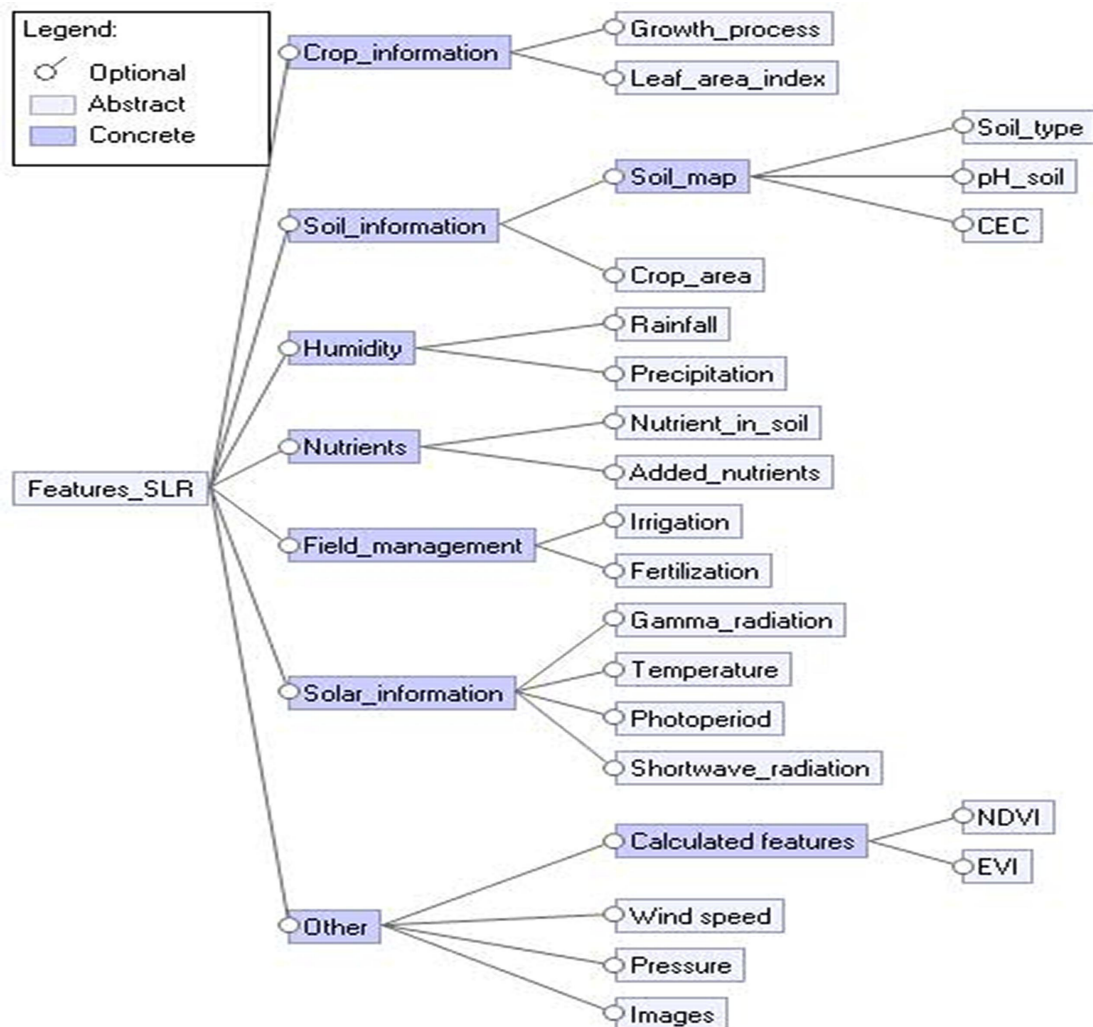 Legend:
Optional
Abstract
Concrete
Crop_information
Growth_process
Leaf_area_index
Soil_information
Soil_map
Soil_type
pH_soil
CEC
Crop_area
Humidity
Rainfall
Precipitation
Nutrients
Nutrient_in_soil
Added_nutrients
Features_SLR
Field_management
Irrigation
Fertilization
Solar_information
Gamma_radiation
Temperature
Photoperiod
Shortwave_radiation
Other
Calculated features
NDVI
EVI
Wind speed
Pressure
Images